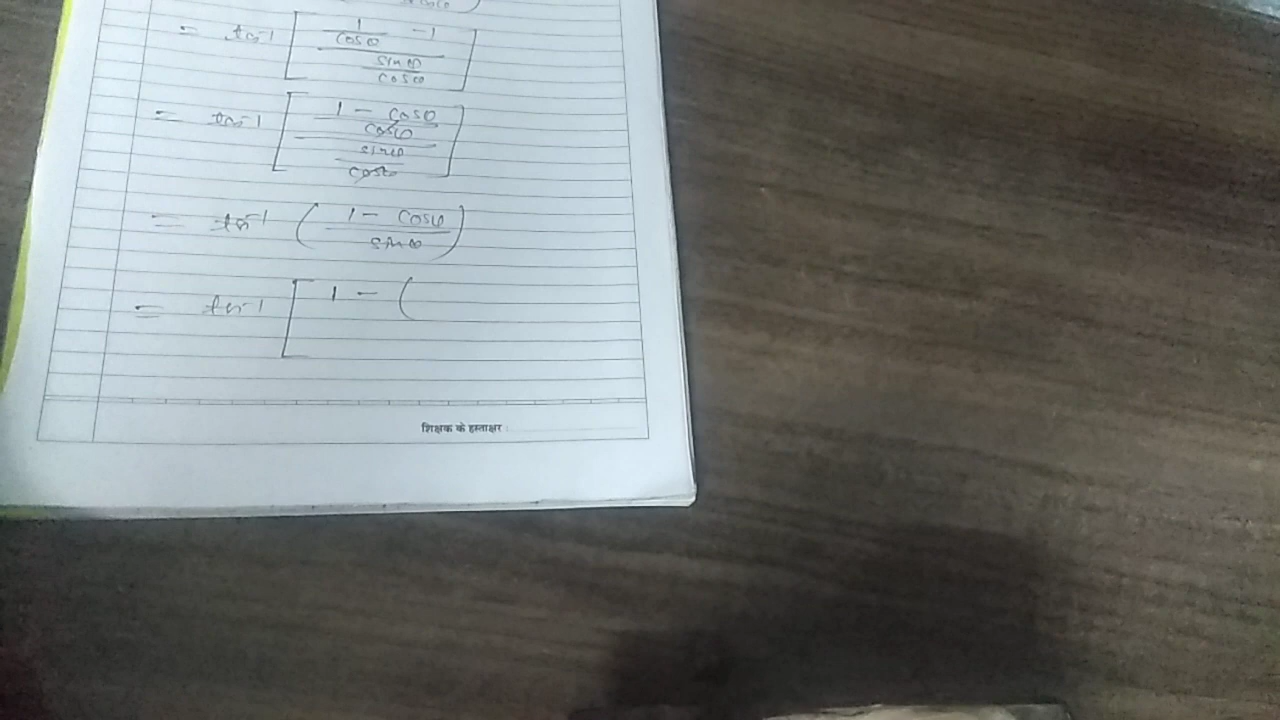 = tan-1 [ 1/cosθ - 1 / sinθ/cosθ ]
= tan-1 [ 1 - cosθ/cosθ / sinθ/cosθ ]
= tan-1 ( 1 - cosθ / sinθ )
= tan-1 [ 1 - (
शिक्षक के हस्ताक्षर :